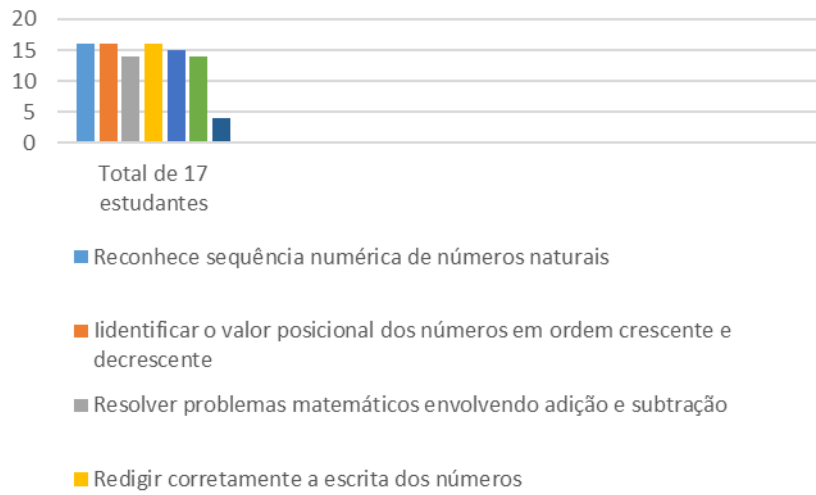 20
15
10
5
0
Total de 17
estudantes
Reconhece sequência numérica de números naturais
Iidentificar o valor posicional dos números em ordem crescente e
decrescente
Resolver problemas matemáticos envolvendo adição e subtração
Redigir corretamente a escrita dos números